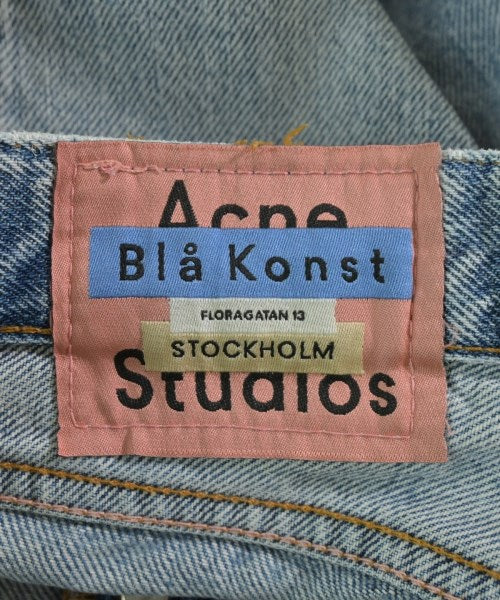 Acne
Blå Konst
FLORAGATAN 13
STOCKHOLM
Studios